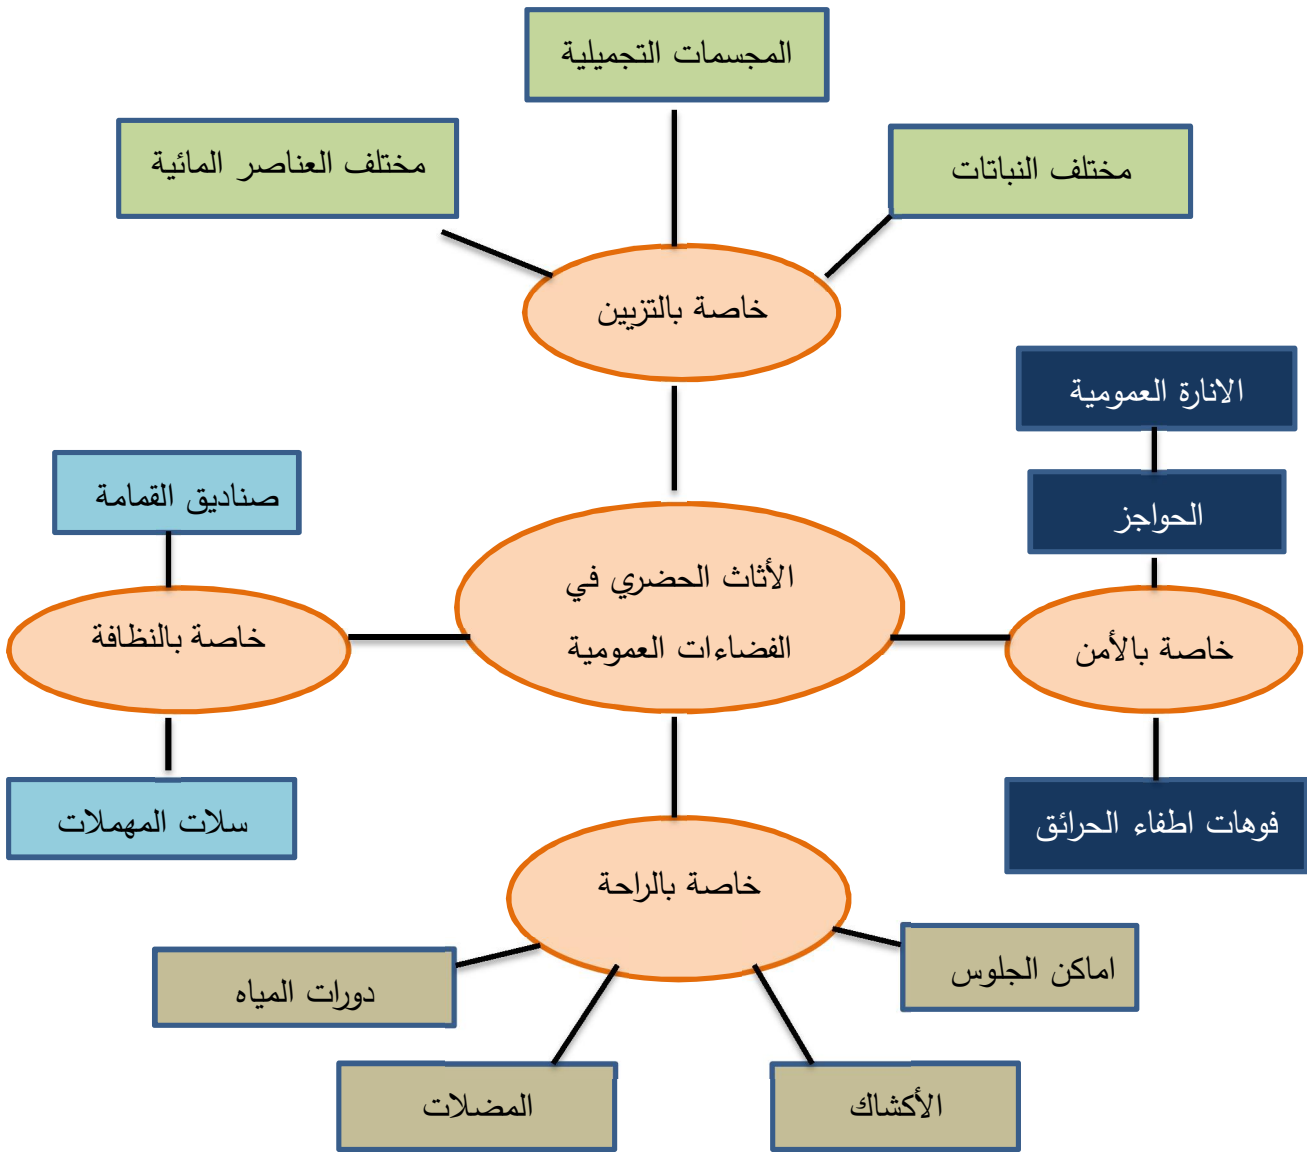 المجسمات التجميلية
مختلف النباتات
مختلف العناصر المائية
خاصة بالتزيين
الانارة العمومية
الحواجز
صناديق القمامة
الأثاث الحضري في
الفضاءات العمومية
خاصة بالأمن
خاصة بالنظافة
فوهات اطفاء الحرائق
سلات المهملات
خاصة بالراحة
اماكن الجلوس
دورات المياه
الأكشاك
المضلات